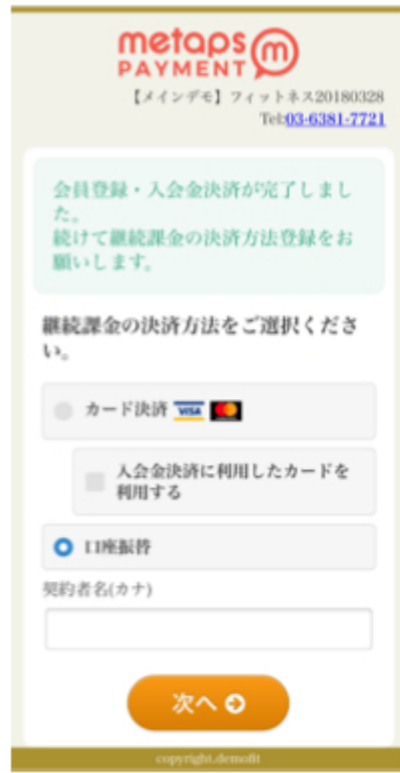 metaps
PAYMENT
【メインデモ】フィットネス20180328
Tel:03-6381-7721
会員登録・入会金決済が完了しまし
た。
続けて継続課金の決済方法登録をお
願いします。
継続課金の決済方法をご選択くださ
い。
カード決済 VISA
入会金決済に利用したカードを
利用する
口座振替
契約者名(カナ)
次へ
copyright.demofit